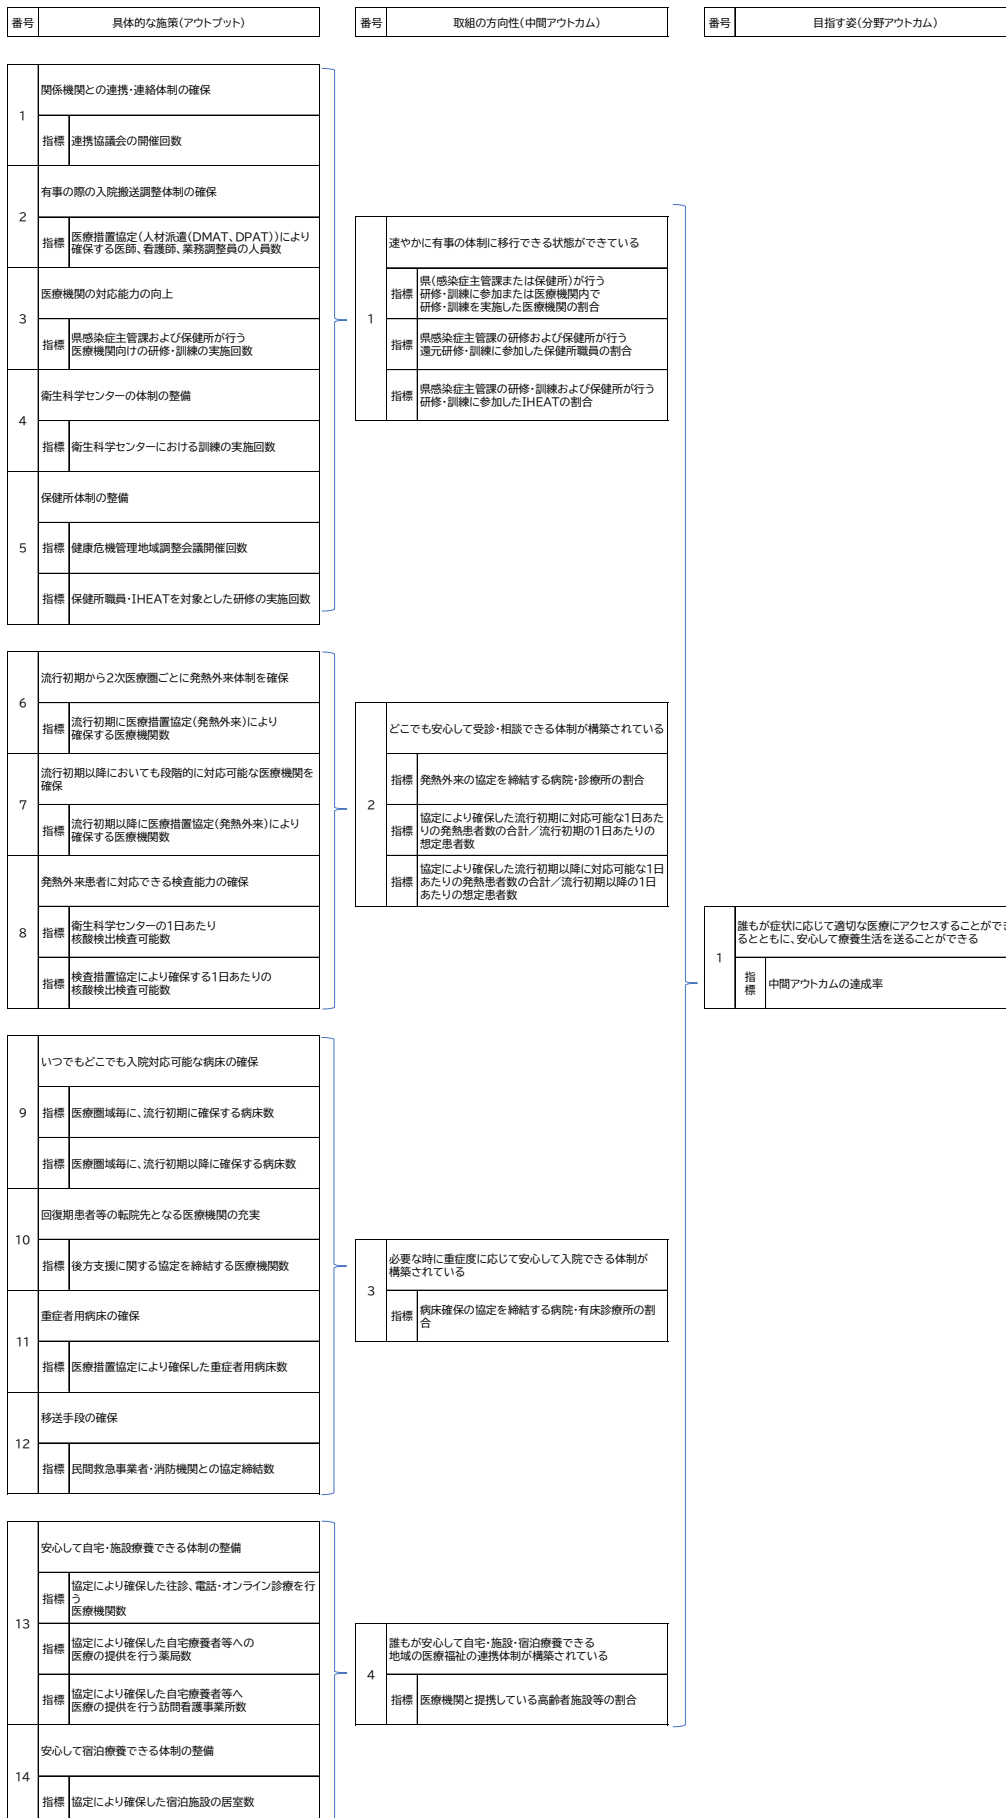 番号 具体的な施策（アウトプット） 番号 取組の方向性（中間アウトカム） 番号 目指す姿（分野アウトカム）
1
関係機関との連携・連絡体制の確保
指標 連携協議会の開催回数
2
有事の際の入院搬送調整体制の確保
指標 医療措置協定（人材派遣（DMAT、DPAT））により
確保する医師、看護師、業務調整員の人員数
3
医療機関の対応能力の向上
指標 県感染症主管課および保健所が行う
医療機関向けの研修・訓練の実施回数
4
衛生科学センターの体制の整備
指標 衛生科学センターにおける訓練の実施回数
5
保健所体制の整備
指標 健康危機管理地域調整会議開催回数
指標 保健所職員・IHEATを対象とした研修の実施回数
1
速やかに有事の体制に移行できる状態ができている
指標 県（感染症主管課または保健所）が行う
研修・訓練に参加または医療機関内で
研修・訓練を実施した医療機関の割合
指標 県感染症主管課の研修および保健所が行う
還元研修・訓練に参加した保健所職員の割合
指標 県感染症主管課の研修・訓練および保健所が行う
研修・訓練に参加したIHEATの割合
6
流行初期から2次医療圏ごとに発熱外来体制を確保
指標 流行初期に医療措置協定（発熱外来）により
確保する医療機関数
7
流行初期以降においても段階的に対応可能な医療機関を
確保
指標 流行初期以降に医療措置協定（発熱外来）により
確保する医療機関数
8
発熱外来患者に対応できる検査能力の確保
指標 衛生科学センターの1日あたり
核酸検出検査可能数
指標 検査措置協定により確保する1日あたりの
核酸検出検査可能数
2
どこでも安心して受診・相談できる体制が構築されている
指標 発熱外来の協定を締結する病院・診療所の割合
指標 協定により確保した流行初期に対応可能な1日あた
りの発熱患者数の合計／流行初期の1日あたりの
想定患者数
指標 協定により確保した流行初期以降に対応可能な1日
あたりの発熱患者数の合計／流行初期以降の1日
あたりの想定患者数
1
誰もが症状に応じて適切な医療にアクセスすることができ
るとともに、安心して療養生活を送ることができる
指標 中間アウトカムの達成率
9
いつでもどこでも入院対応可能な病床の確保
指標 医療圏域毎に、流行初期に確保する病床数
指標 医療圏域毎に、流行初期以降に確保する病床数
10
回復期患者等の転院先となる医療機関の充実
指標 後方支援に関する協定を締結する医療機関数
11
重症者用病床の確保
指標 医療措置協定により確保した重症者用病床数
12
移送手段の確保
指標 民間救急事業者・消防機関との協定締結数
3
必要な時に重症度に応じて安心して入院できる体制が
構築されている
指標 病床確保の協定を締結する病院・有床診療所の割
合
13
安心して自宅・施設療養できる体制の整備
指標 協定により確保した往診、電話・オンライン診療を行
う
医療機関数
指標 協定により確保した自宅療養者等への
医療の提供を行う薬局数
指標 協定により確保した自宅療養者等へ
医療の提供を行う訪問看護事業所数
14
安心して宿泊療養できる体制の整備
指標 協定により確保した宿泊施設の居室数
4
誰もが安心して自宅・施設・宿泊療養できる
地域の医療福祉の連携体制が構築されている
指標 医療機関と提携している高齢者施設等の割合